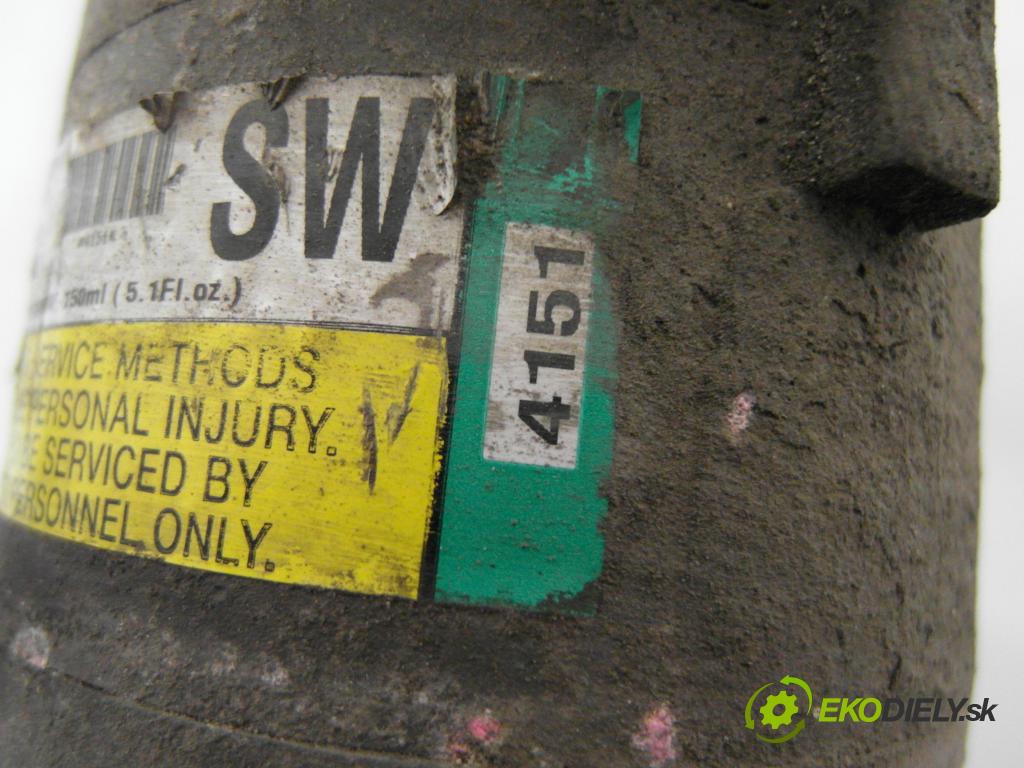 SW
150ml (5.1Fl.oz.)
SERVICE METHODS
PERSONAL INJURY.
SERVICED BY
PERSONNEL ONLY.
4151
EKODIELY.sk